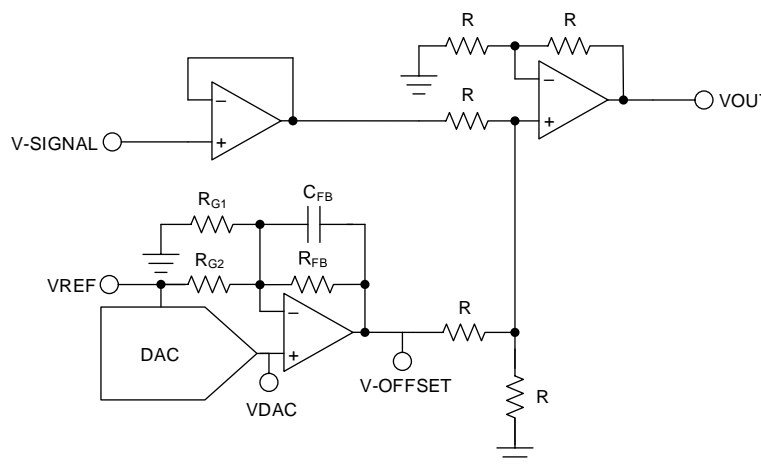 R
R
R
VOUT
V-SIGNAL
−
+
−
+
RG1
CFB
VREF
RG2
RFB
DAC
−
+
R
VDAC
V-OFFSET
R